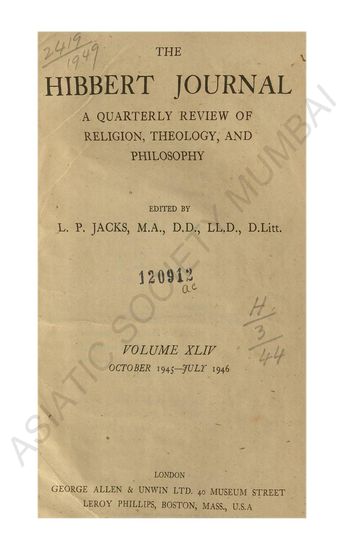 2419
1949
THE
HIBBERT JOURNAL
A QUARTERLY REVIEW OF
RELIGION, THEOLOGY, AND
PHILOSOPHY
EDITED BY
L. P. JACKS, M.A., D.D., LL.D., D.Litt.
120912
ac
H
3
44
VOLUME XLIV
OCTOBER 1945—JULY 1946
LONDON
GEORGE ALLEN & UNWIN LTD. 40 MUSEUM STREET
LEROY PHILLIPS, BOSTON, MASS., U.S.A
ASIATIC SOCIETY MUMBAI